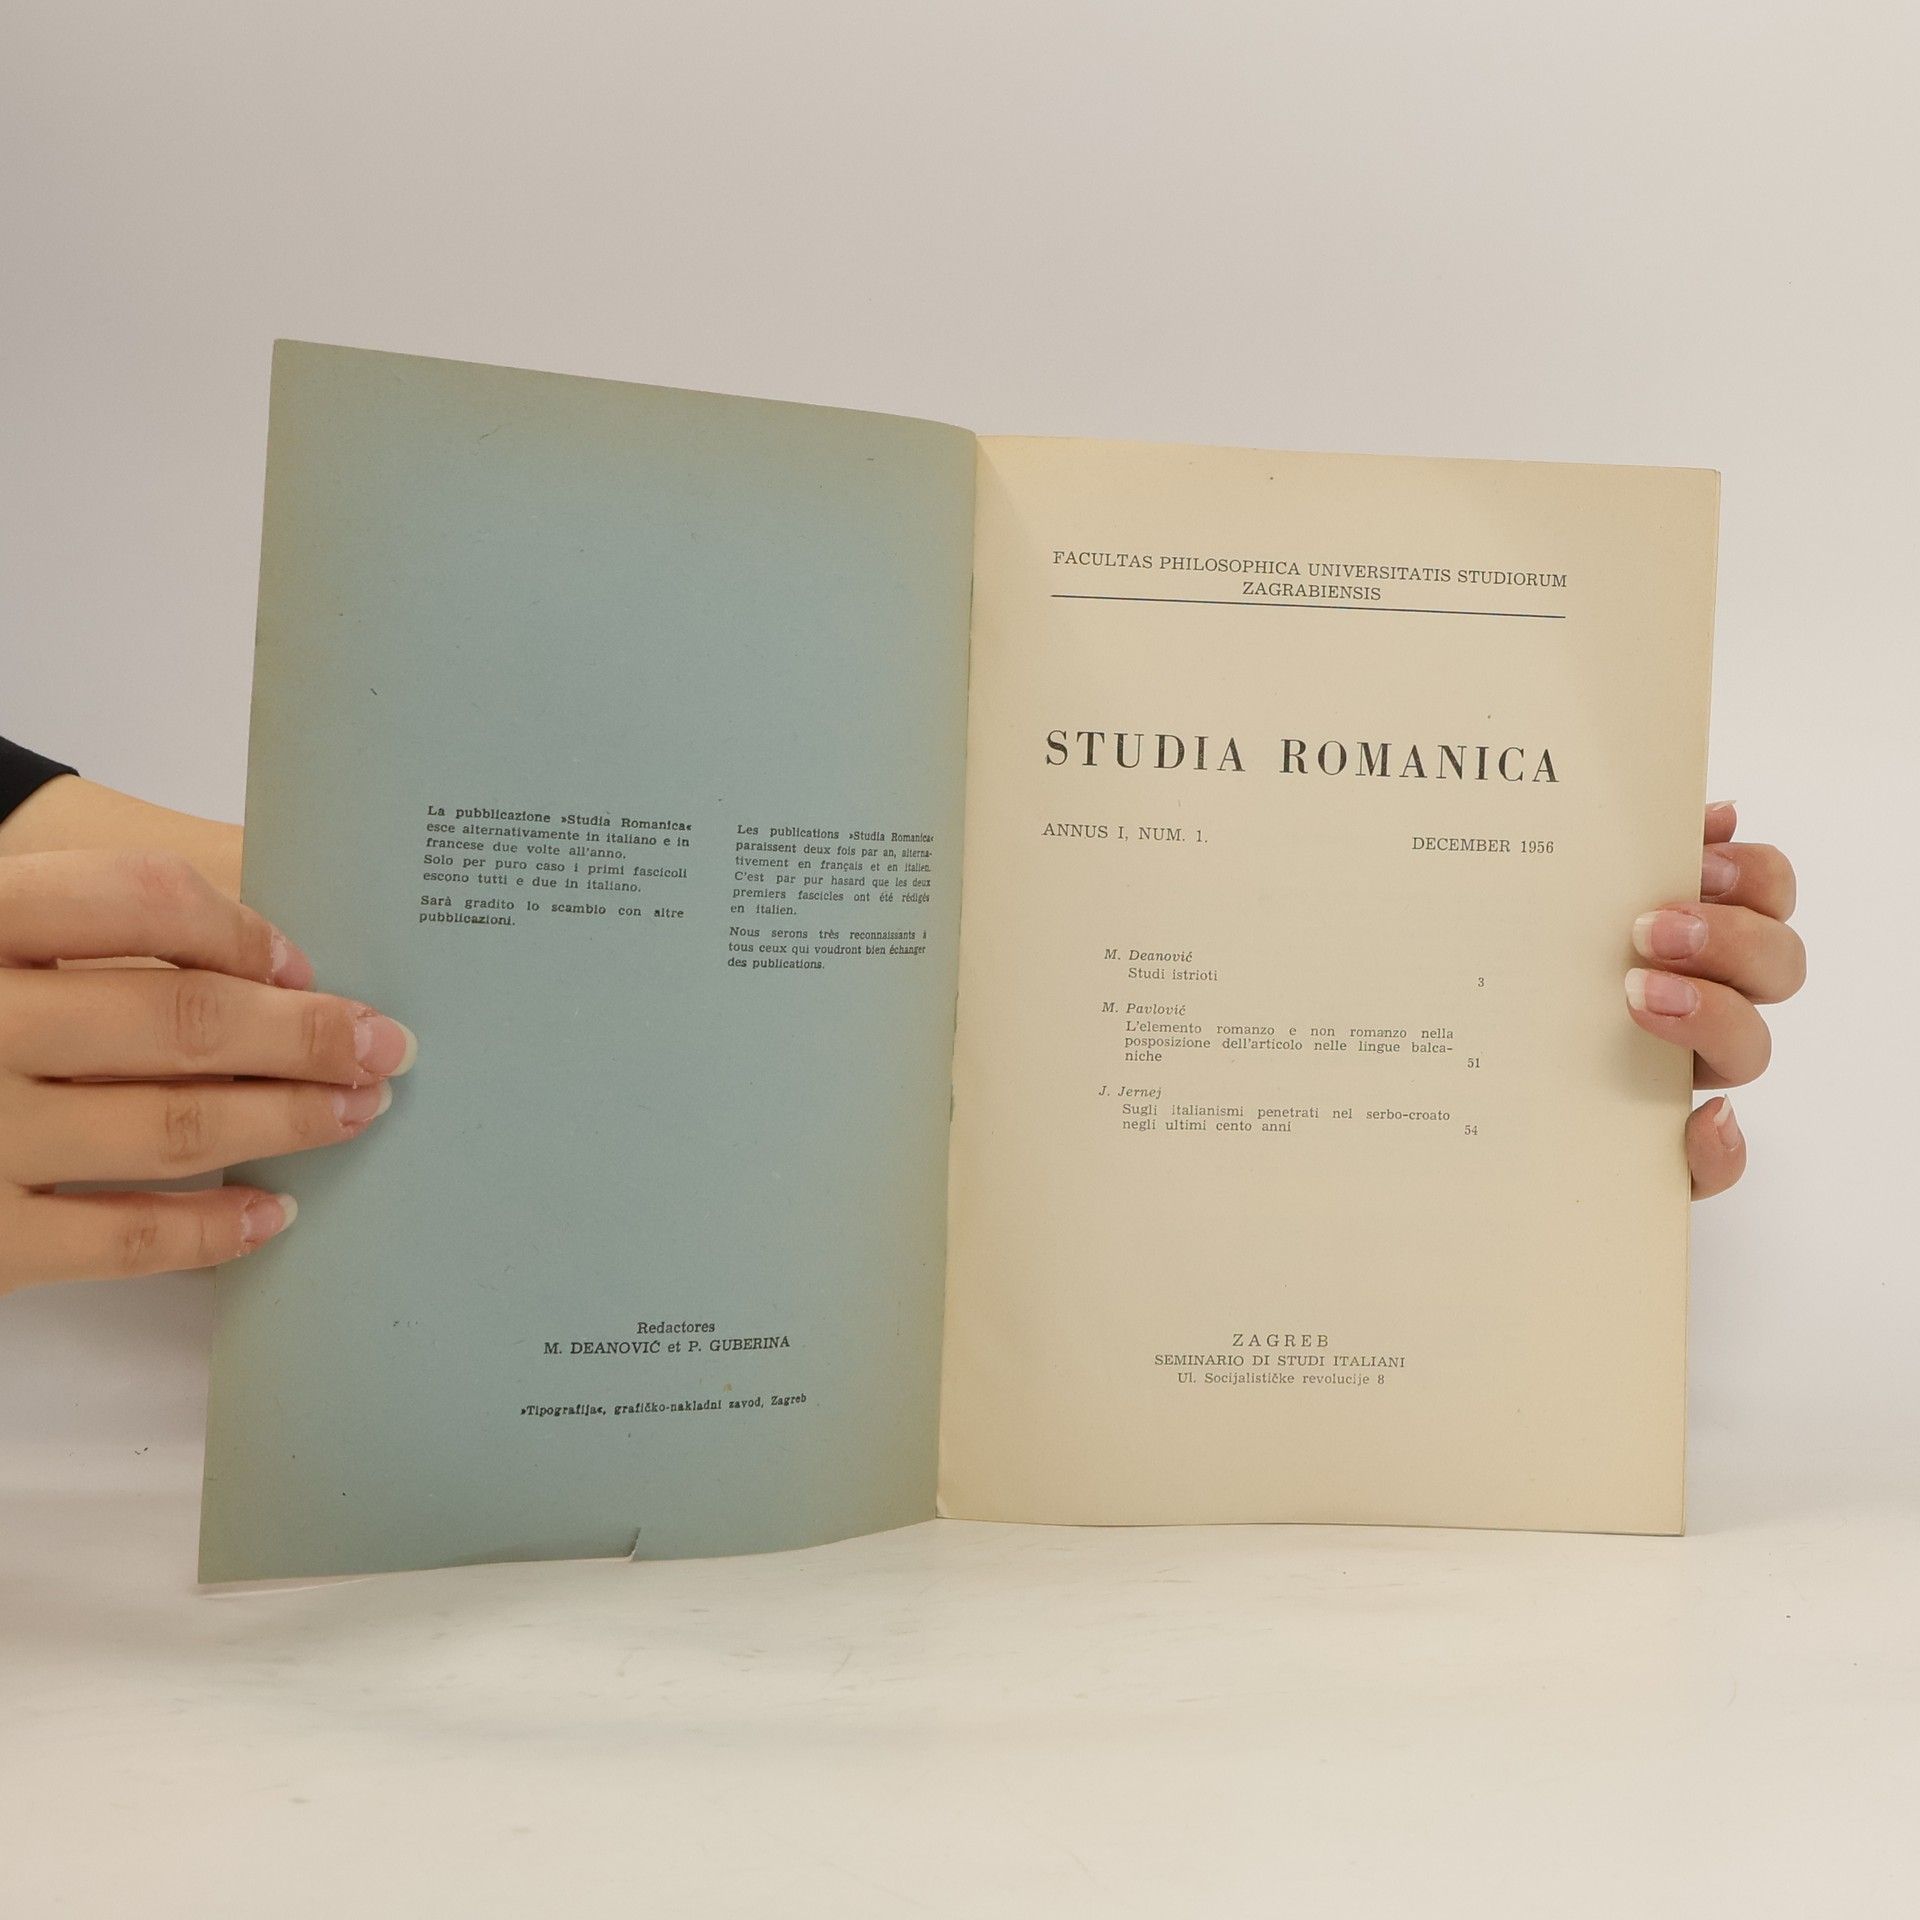 La pubblicazione »Studia Romanica«
esce alternativamente in italiano e in
francese due volte all'anno.
Solo per puro caso i primi fascicoli
escono tutti e due in italiano.
Sarà gradito lo scambio con altre
pubblicazioni.
Les publications »Studia Romanica«
paraissent deux fois par an, alterna-
tivement en français et en italien.
C'est par pur hasard que les deux
premiers fascicles ont été rédigés
en italien.
Nous serons très reconnaissants à
tous ceux qui voudront bien échanger
des publications.
Redactores
M. DEANOVIĆ et P. GUBERINA
»Tipografija«, grafičko-nakladni zavod, Zagreb
FACULTAS PHILOSOPHICA UNIVERSITATIS STUDIORUM
ZAGRABIENSIS
STUDIA ROMANICA
ANNUS I, NUM. 1. DECEMBER 1956
M. Deanović
Studi istrioti 3
M. Pavlović
L'elemento romanzo e non romanzo nella
posposizione dell'articolo nelle lingue balca-
niche 51
J. Jernej
Sugli italianismi penetrati nel serbo-croato
negli ultimi cento anni 54
ZAGREB
SEMINARIO DI STUDI ITALIANI
Ul. Socijalističke revolucije 8